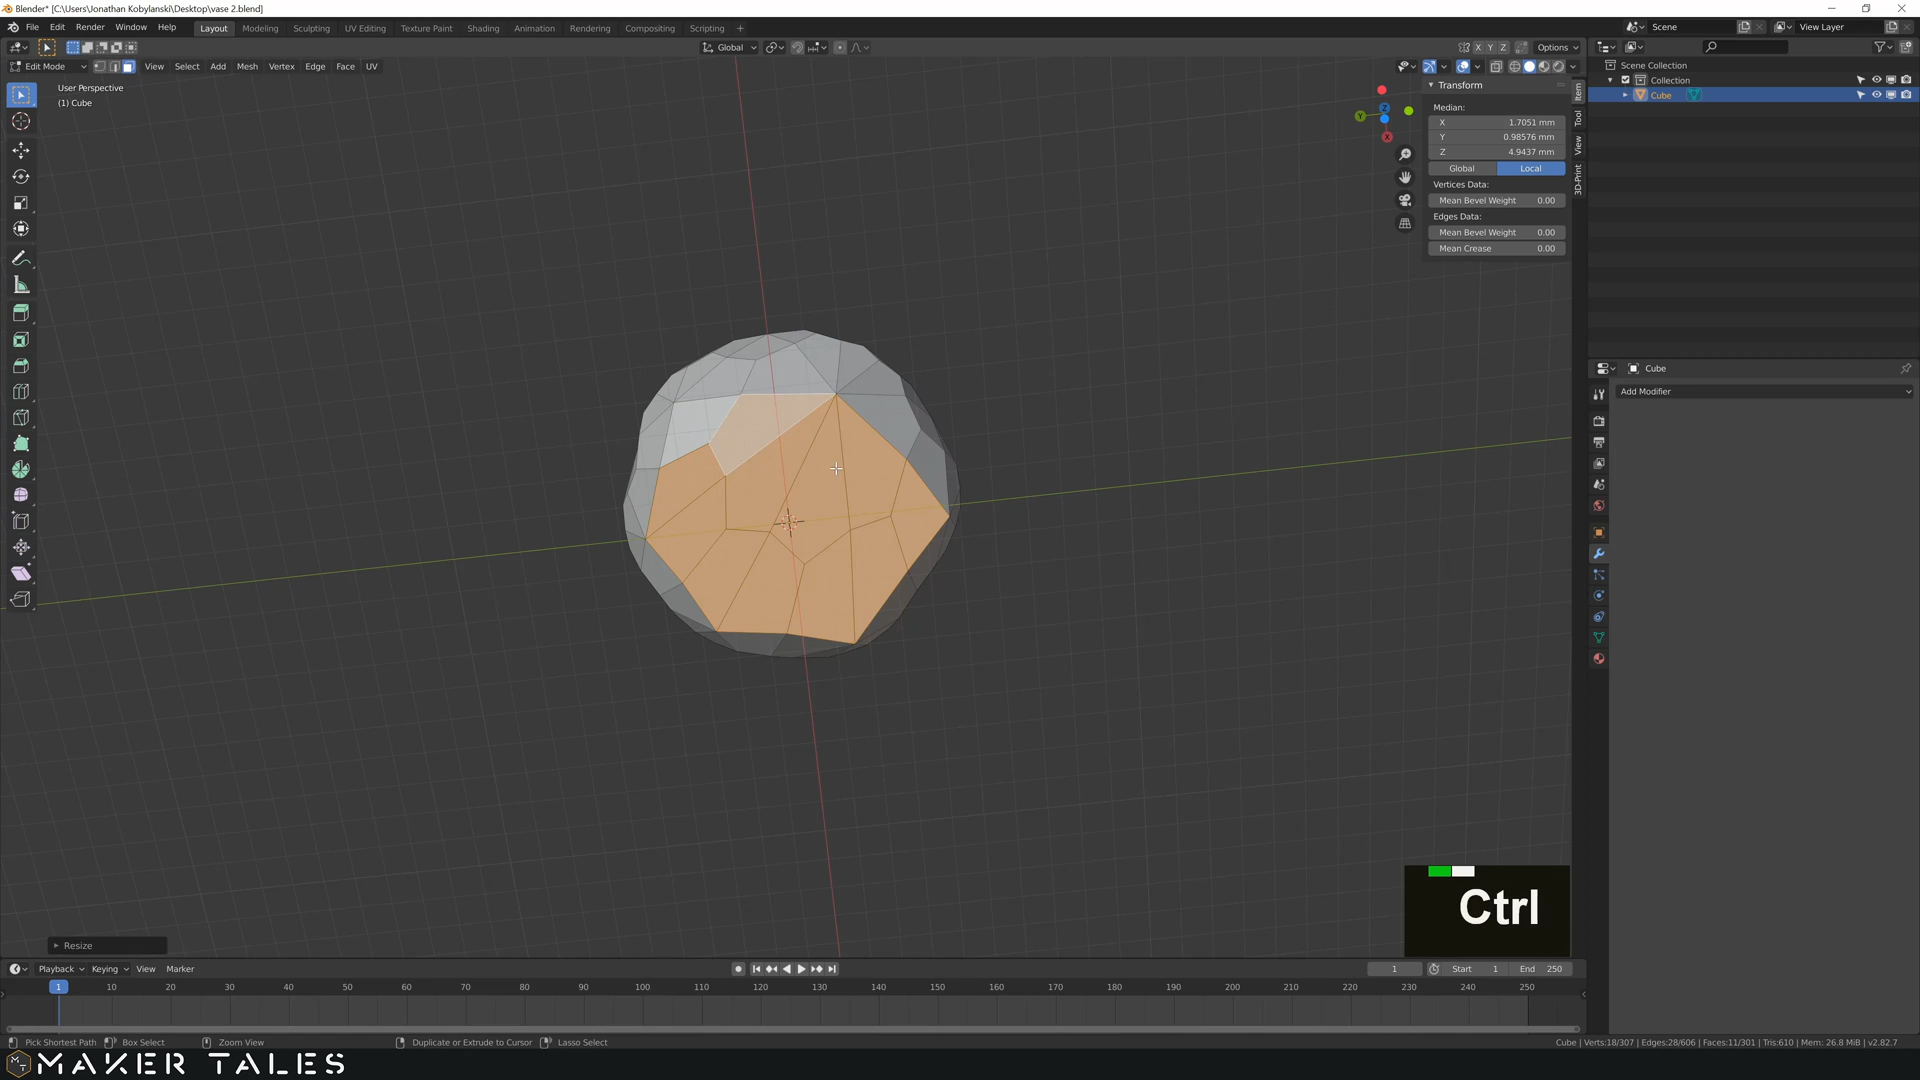 Blender* [C:\Users\Jonathan Kobylanski\Desktop\vase 2.blend]
File Edit Render Window Help Layout Modeling Sculpting UV Editing Texture Paint Shading Animation Rendering Compositing Scripting + Scene View Layer
Global X Y Z Options
Edit Mode View Select Add Mesh Vertex Edge Face UV
User Perspective
(1) Cube
Transform
Median:
X 1.7051 mm
Y 0.98576 mm
Z 4.9437 mm
Global Local
Vertices Data:
Mean Bevel Weight 0.00
Edges Data:
Mean Bevel Weight 0.00
Mean Crease 0.00
Item
Tool
View
3D-Print
Z
Y
X
Scene Collection
Collection
Cube
Cube
Add Modifier
Ctrl
Resize
Playback Keying View Marker 1 Start 1 End 250
1 10 20 30 40 50 60 70 80 90 100 110 120 130 140 150 160 170 180 190 200 210 220 230 240 250
Pick Shortest Path Box Select Zoom View Duplicate or Extrude to Cursor Lasso Select Cube | Verts:18/307 | Edges:28/606 | Faces:11/301 | Tris:610 | Mem: 26.8 MiB | v2.82.7
MAKER TALES